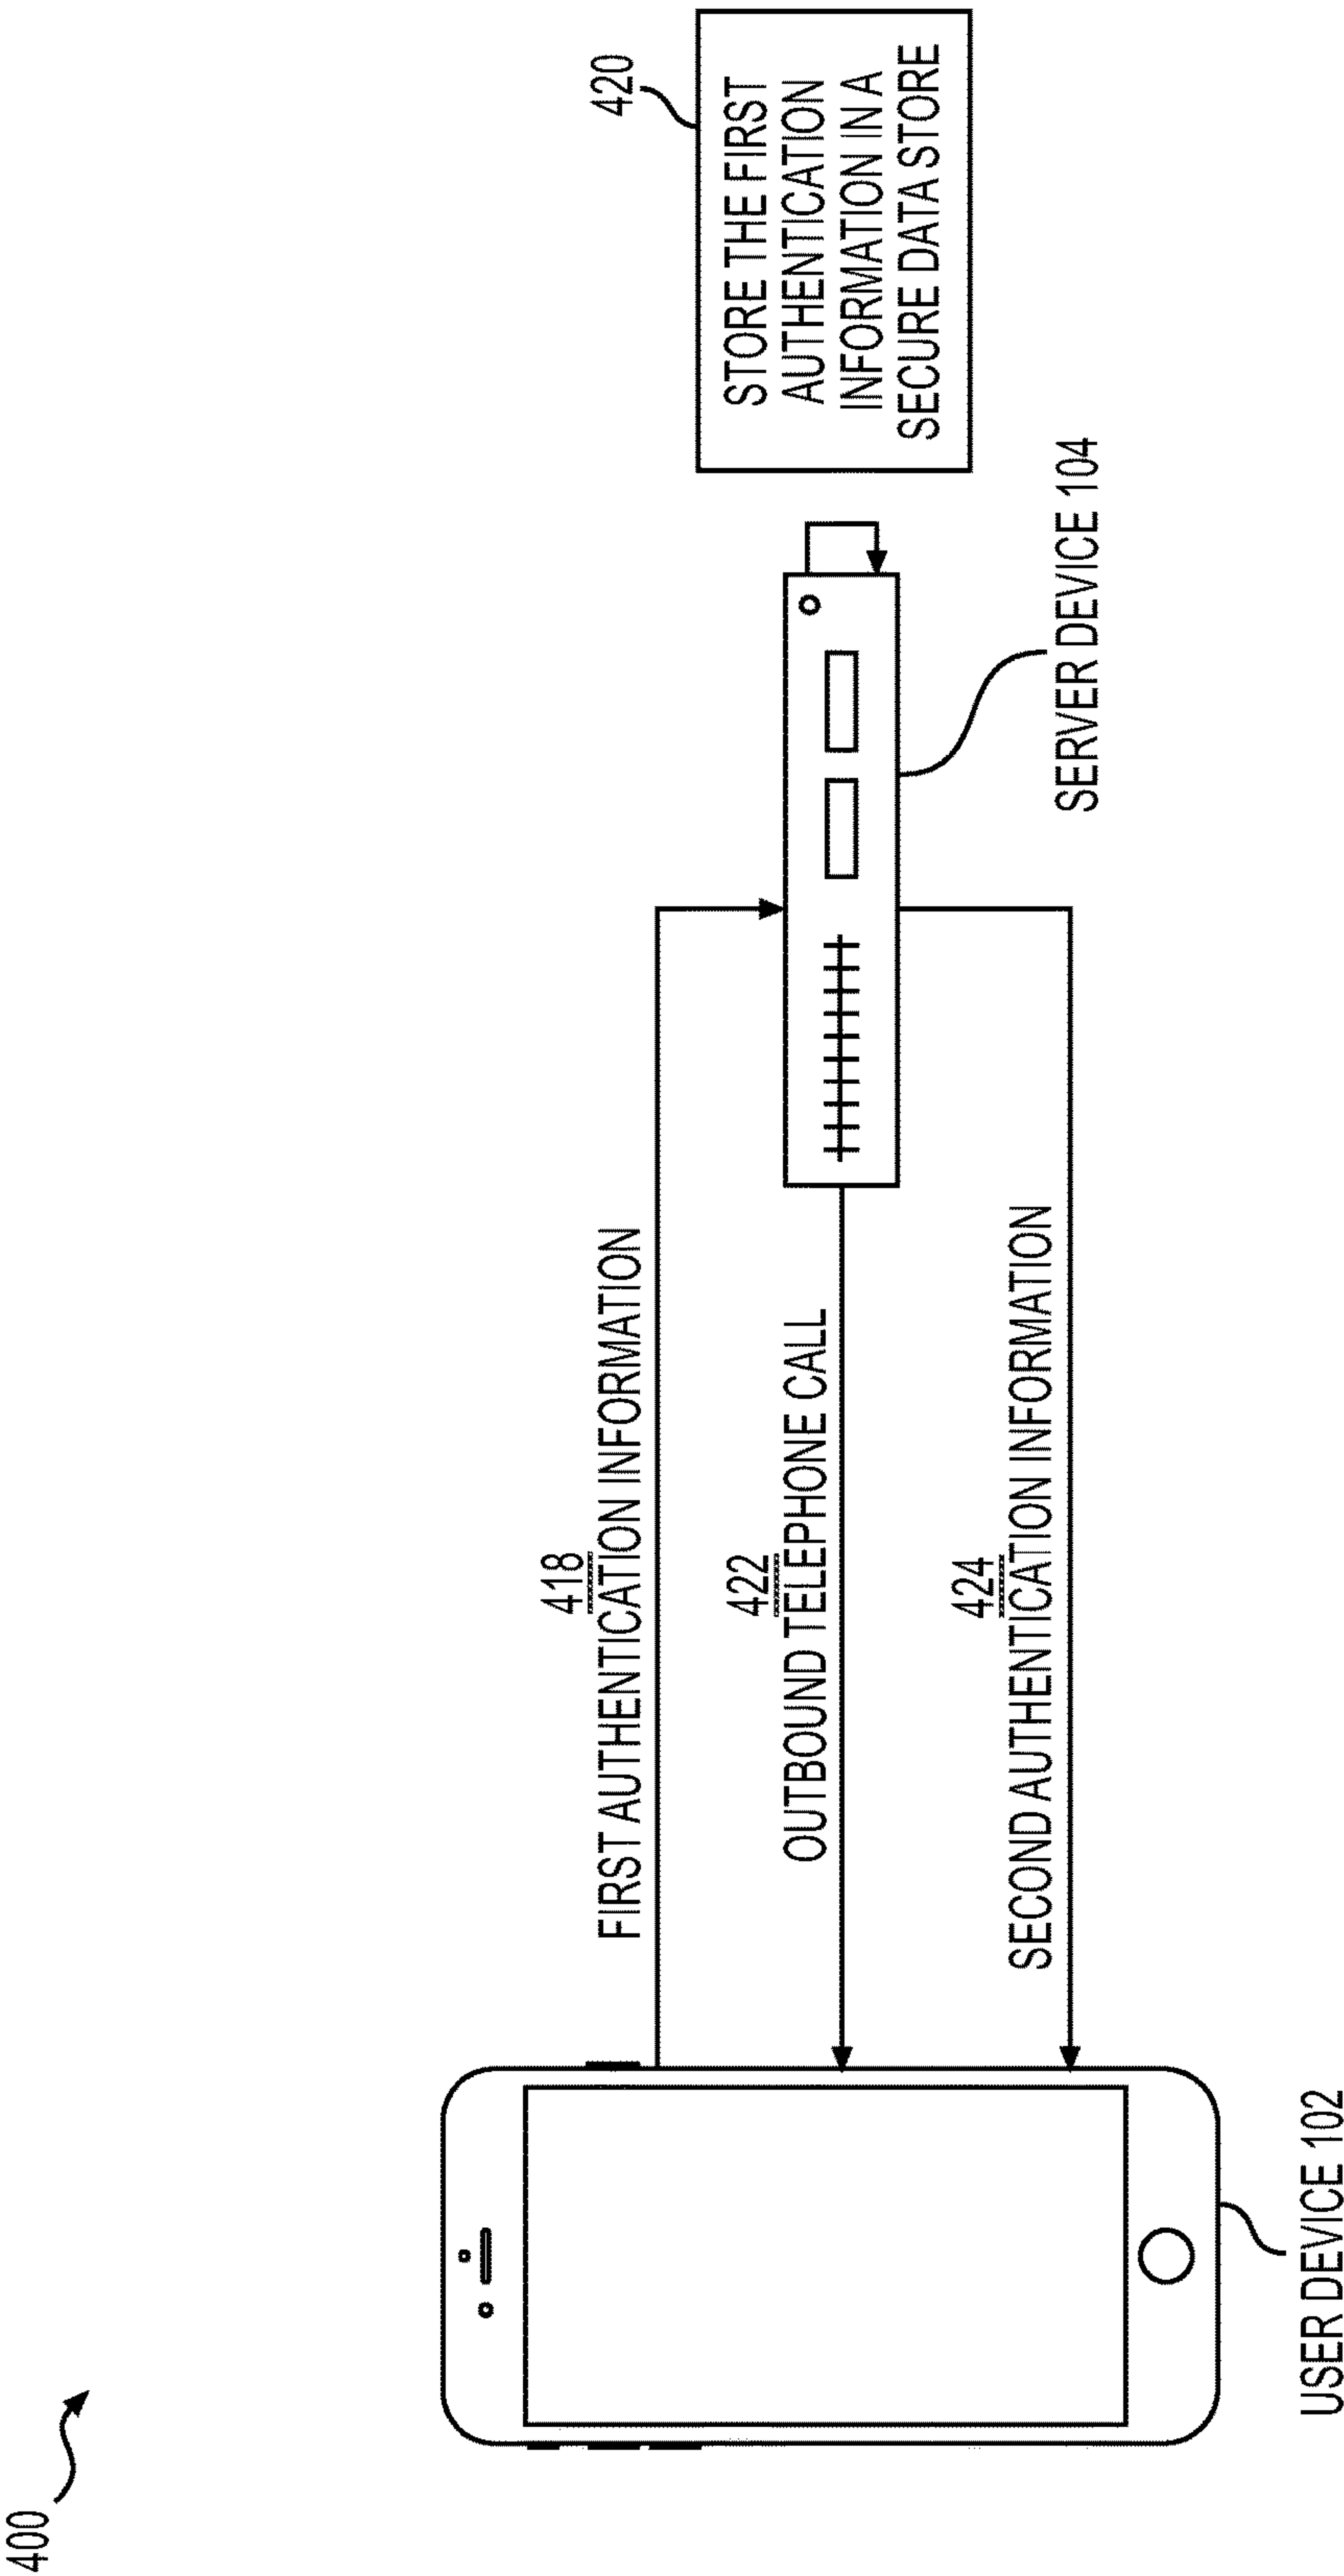 400
418
FIRST AUTHENTICATION INFORMATION
422
OUTBOUND TELEPHONE CALL
424
SECOND AUTHENTICATION INFORMATION
420
STORE THE FIRST
AUTHENTICATION
INFORMATION IN A
SECURE DATA STORE
SERVER DEVICE 104
USER DEVICE 102